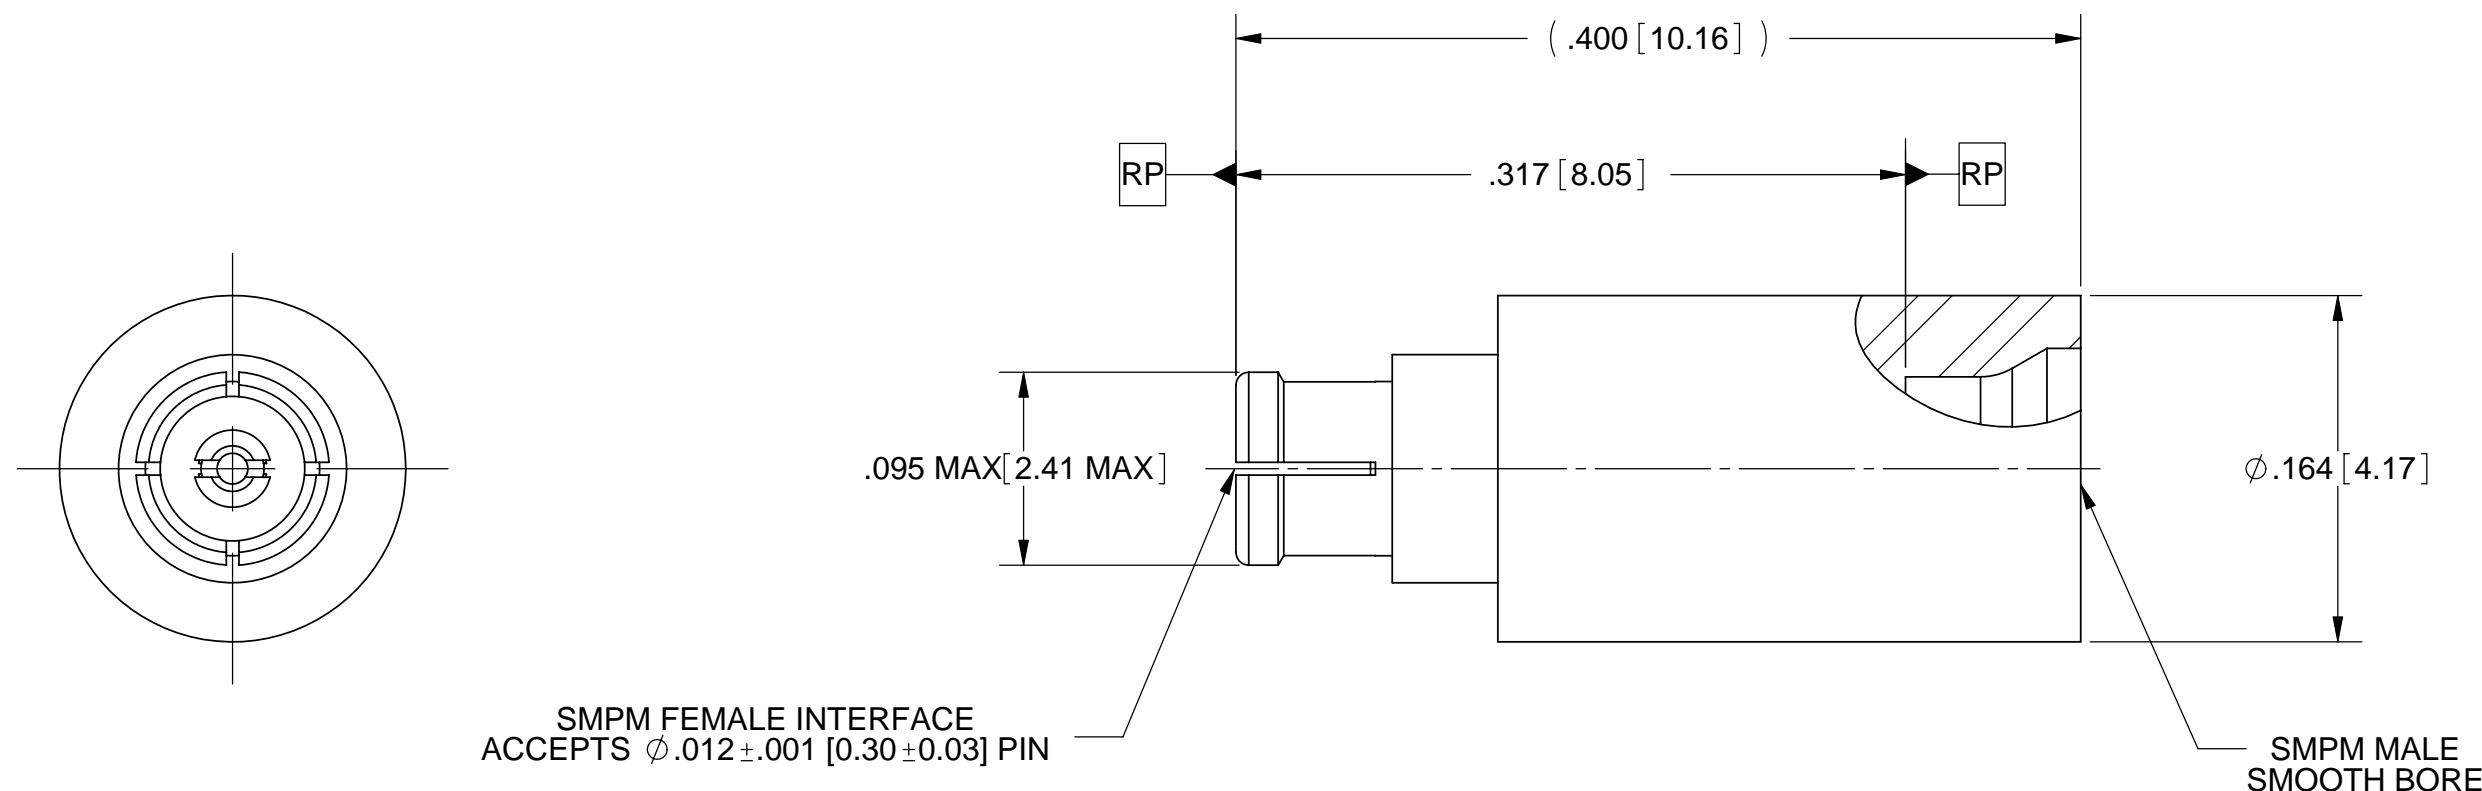 ( .400 [10.16] )
RP
.317 [8.05]
RP
.095 MAX [2.41 MAX]
∅ .164 [4.17]
SMPM FEMALE INTERFACE
ACCEPTS ∅ .012 ± .001 [0.30 ± 0.03] PIN
SMPM MALE
SMOOTH BORE